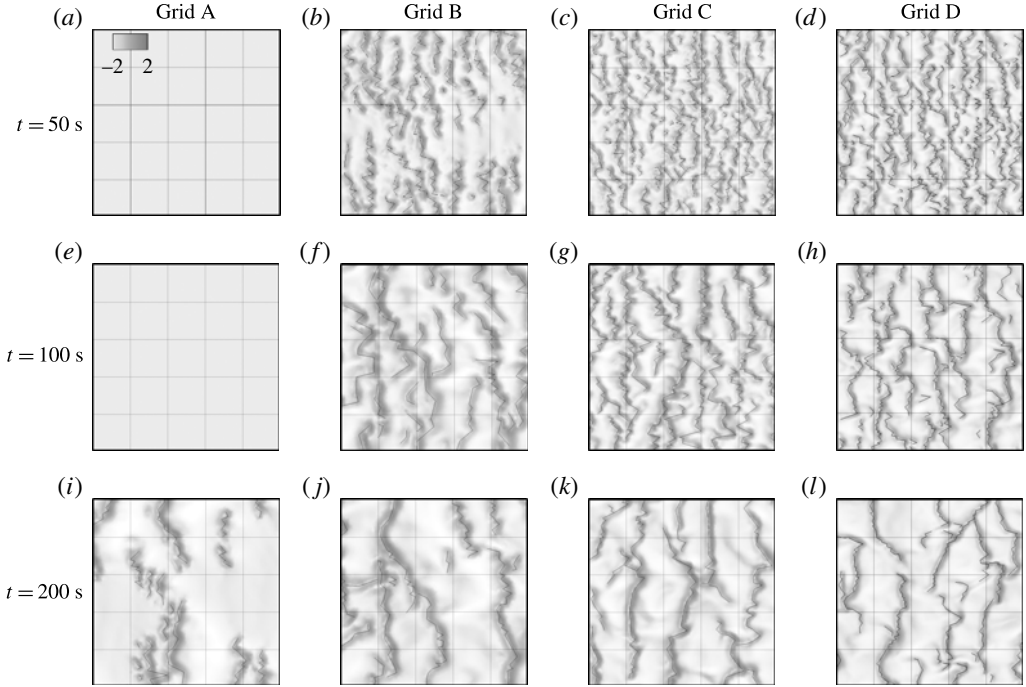 (a) Grid A (b) Grid B (c) Grid C (d) Grid D
−2 2
t = 50 s
(e) (f) (g) (h)
t = 100 s
(i) (j) (k) (l)
t = 200 s